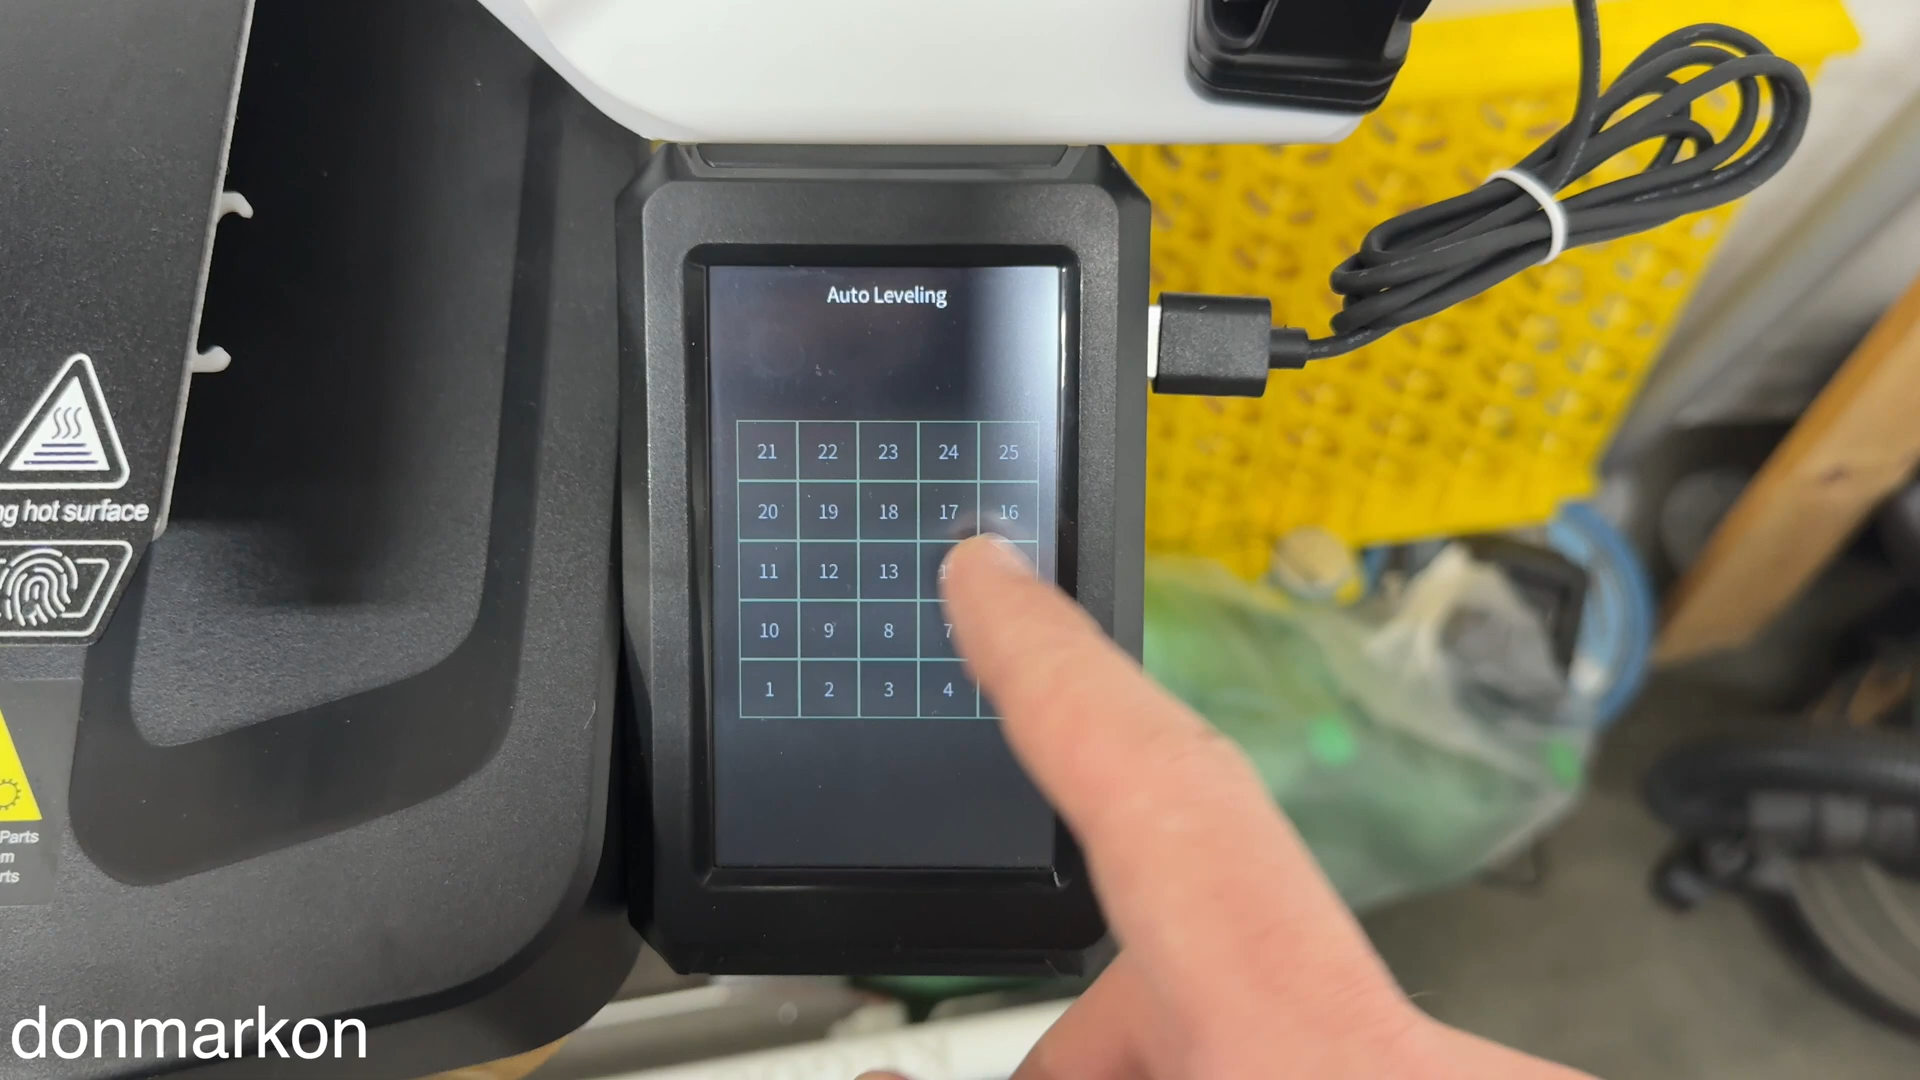 Auto Leveling
21 22 23 24 25
20 19 18 17 16
11 12 13
10 9 8 7
1 2 3 4
ng hot surface
Parts
m
rts
donmarkon